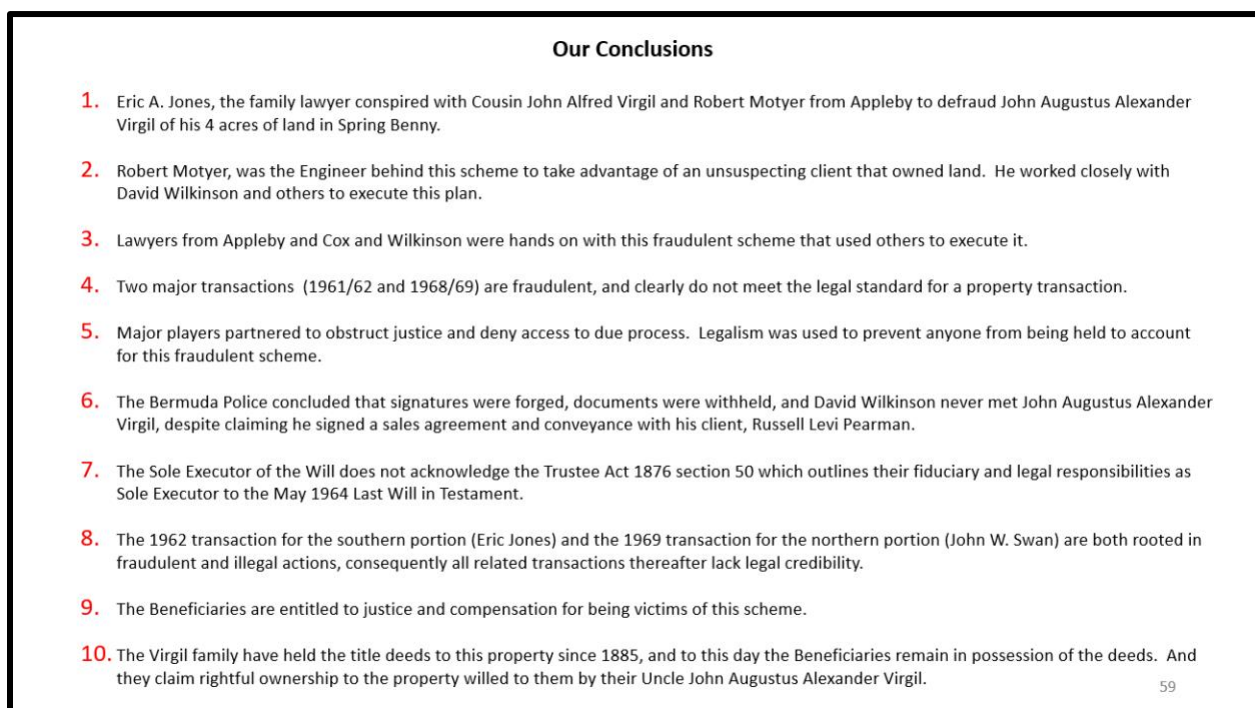 Our Conclusions
1. Eric A. Jones, the family lawyer conspired with Cousin John Alfred Virgil and Robert Motyer from Appleby to defraud John Augustus Alexander
Virgil of his 4 acres of land in Spring Benny.
2. Robert Motyer, was the Engineer behind this scheme to take advantage of an unsuspecting client that owned land. He worked closely with
David Wilkinson and others to execute this plan.
3. Lawyers from Appleby and Cox and Wilkinson were hands on with this fraudulent scheme that used others to execute it.
4. Two major transactions (1961/62 and 1968/69) are fraudulent, and clearly do not meet the legal standard for a property transaction.
5. Major players partnered to obstruct justice and deny access to due process. Legalism was used to prevent anyone from being held to account
for this fraudulent scheme.
6. The Bermuda Police concluded that signatures were forged, documents were withheld, and David Wilkinson never met John Augustus Alexander
Virgil, despite claiming he signed a sales agreement and conveyance with his client, Russell Levi Pearman.
7. The Sole Executor of the Will does not acknowledge the Trustee Act 1876 section 50 which outlines their fiduciary and legal responsibilities as
Sole Executor to the May 1964 Last Will in Testament.
8. The 1962 transaction for the southern portion (Eric Jones) and the 1969 transaction for the northern portion (John W. Swan) are both rooted in
fraudulent and illegal actions, consequently all related transactions thereafter lack legal credibility.
9. The Beneficiaries are entitled to justice and compensation for being victims of this scheme.
10. The Virgil family have held the title deeds to this property since 1885, and to this day the Beneficiaries remain in possession of the deeds. And
they claim rightful ownership to the property willed to them by their Uncle John Augustus Alexander Virgil.
59